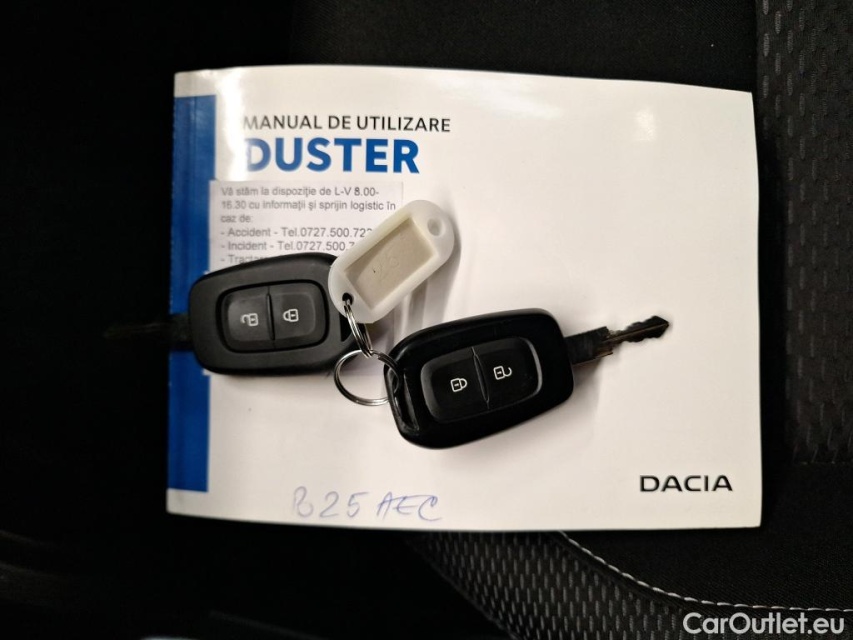 MANUAL DE UTILIZARE
DUSTER
Vă stăm la dispoziție de L-V 8.00-
16.30 cu informații și sprijin logistic în
caz de:
- Accident - Tel.0727.500.72
- Incident - Tel.0727.500.7
DACIA
B25 AEC
CarOutlet.eu